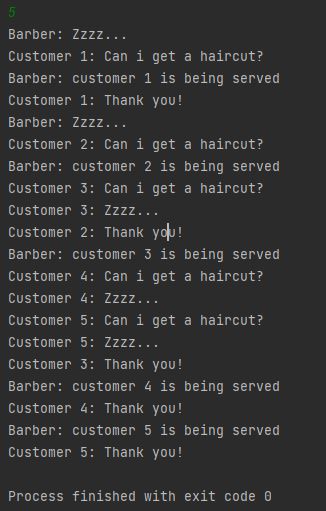 5
Barber: Zzzz...
Customer 1: Can i get a haircut?
Barber: customer 1 is being served
Customer 1: Thank you!
Barber: Zzzz...
Customer 2: Can i get a haircut?
Barber: customer 2 is being served
Customer 3: Can i get a haircut?
Customer 3: Zzzz...
Customer 2: Thank you!
Barber: customer 3 is being served
Customer 4: Can i get a haircut?
Customer 4: Zzzz...
Customer 5: Can i get a haircut?
Customer 5: Zzzz...
Customer 3: Thank you!
Barber: customer 4 is being served
Customer 4: Thank you!
Barber: customer 5 is being served
Customer 5: Thank you!
Process finished with exit code 0